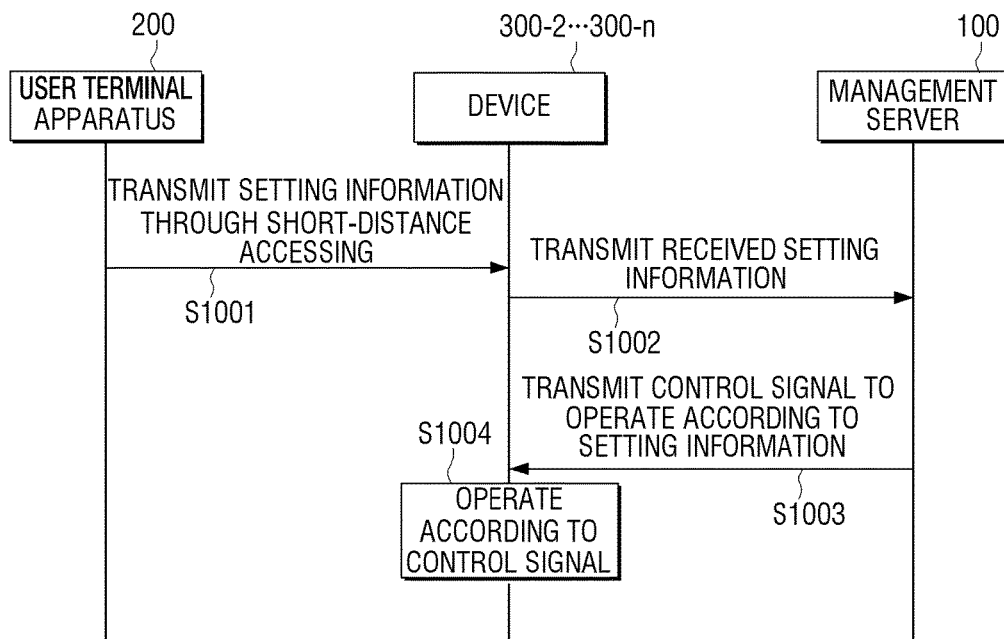 200
300-2···300-n
100
USER TERMINAL
APPARATUS
DEVICE
MANAGEMENT
SERVER
TRANSMIT SETTING INFORMATION
THROUGH SHORT-DISTANCE
ACCESSING
S1001
TRANSMIT RECEIVED SETTING
INFORMATION
S1002
TRANSMIT CONTROL SIGNAL TO
OPERATE ACCORDING TO
SETTING INFORMATION
S1003
S1004
OPERATE
ACCORDING TO
CONTROL SIGNAL